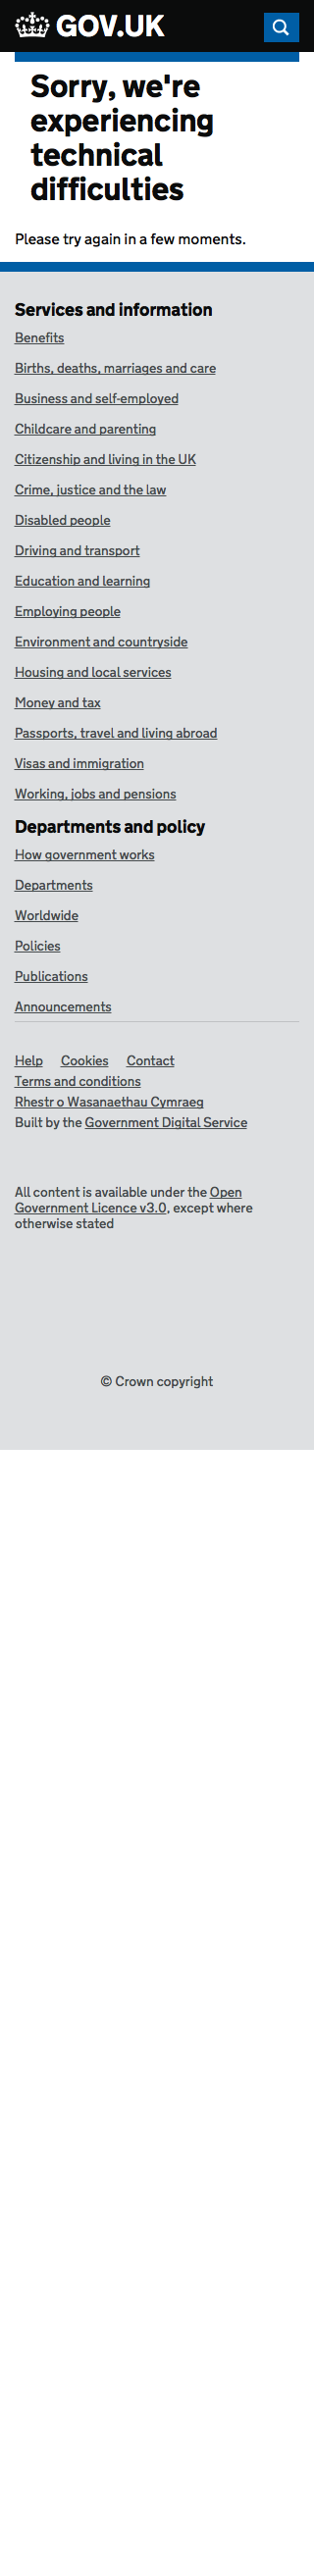 GOV.UK
Sorry, we're
experiencing
technical
difficulties
Please try again in a few moments.
Services and information
Benefits
Births, deaths, marriages and care
Business and self-employed
Childcare and parenting
Citizenship and living in the UK
Crime, justice and the law
Disabled people
Driving and transport
Education and learning
Employing people
Environment and countryside
Housing and local services
Money and tax
Passports, travel and living abroad
Visas and immigration
Working, jobs and pensions
Departments and policy
How government works
Departments
Worldwide
Policies
Publications
Announcements
Help Cookies Contact
Terms and conditions
Rhestr o Wasanaethau Cymraeg
Built by the Government Digital Service
All content is available under the Open
Government Licence v3.0, except where
otherwise stated
© Crown copyright